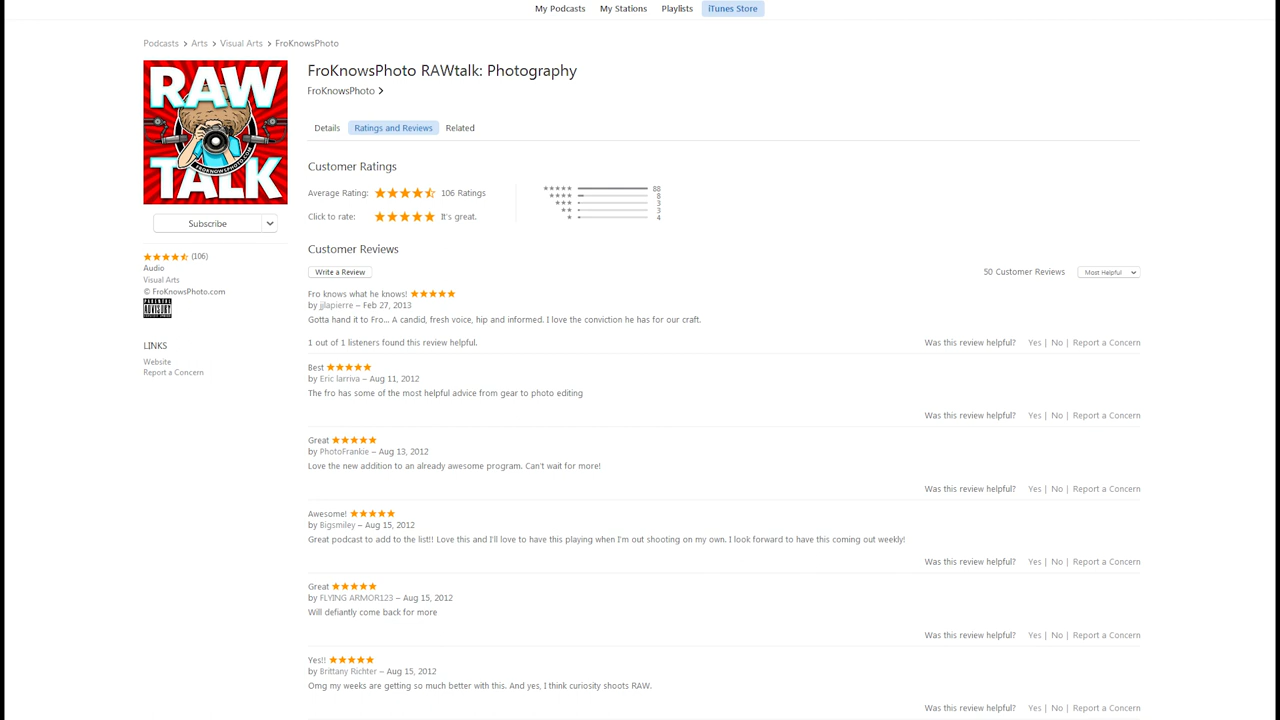 My Podcasts My Stations Playlists iTunes Store
Podcasts > Arts > Visual Arts > FroKnowsPhoto
RAW
TALK
FROKNOWSPHOTO.COM
Subscribe
(106)
Audio
Visual Arts
© FroKnowsPhoto.com
PARENTAL
ADVISORY
LINKS
Website
Report a Concern
FroKnowsPhoto RAWtalk: Photography
FroKnowsPhoto >
Details Ratings and Reviews Related
Customer Ratings
Average Rating: ★★★★ 106 Ratings
Click to rate: ★★★★★ It's great.
★★★★★ 88
★★★★ 8
★★★ 3
★★ 3
★ 4
Customer Reviews
Write a Review 50 Customer Reviews Most Helpful
Fro knows what he knows! ★★★★★
by jjlapierre – Feb 27, 2013
Gotta hand it to Fro... A candid, fresh voice, hip and informed. I love the conviction he has for our craft.
1 out of 1 listeners found this review helpful. Was this review helpful? Yes | No | Report a Concern
Best ★★★★★
by Eric larriva – Aug 11, 2012
The fro has some of the most helpful advice from gear to photo editing
Was this review helpful? Yes | No | Report a Concern
Great ★★★★★
by PhotoFrankie – Aug 13, 2012
Love the new addition to an already awesome program. Can't wait for more!
Was this review helpful? Yes | No | Report a Concern
Awesome! ★★★★★
by Bigsmiley – Aug 15, 2012
Great podcast to add to the list!! Love this and I'll love to have this playing when I'm out shooting on my own. I look forward to have this coming out weekly!
Was this review helpful? Yes | No | Report a Concern
Great ★★★★★
by FLYING ARMOR123 – Aug 15, 2012
Will defiantly come back for more
Was this review helpful? Yes | No | Report a Concern
Yes!! ★★★★★
by Brittany Richter – Aug 15, 2012
Omg my weeks are getting so much better with this. And yes, I think curiosity shoots RAW.
Was this review helpful? Yes | No | Report a Concern